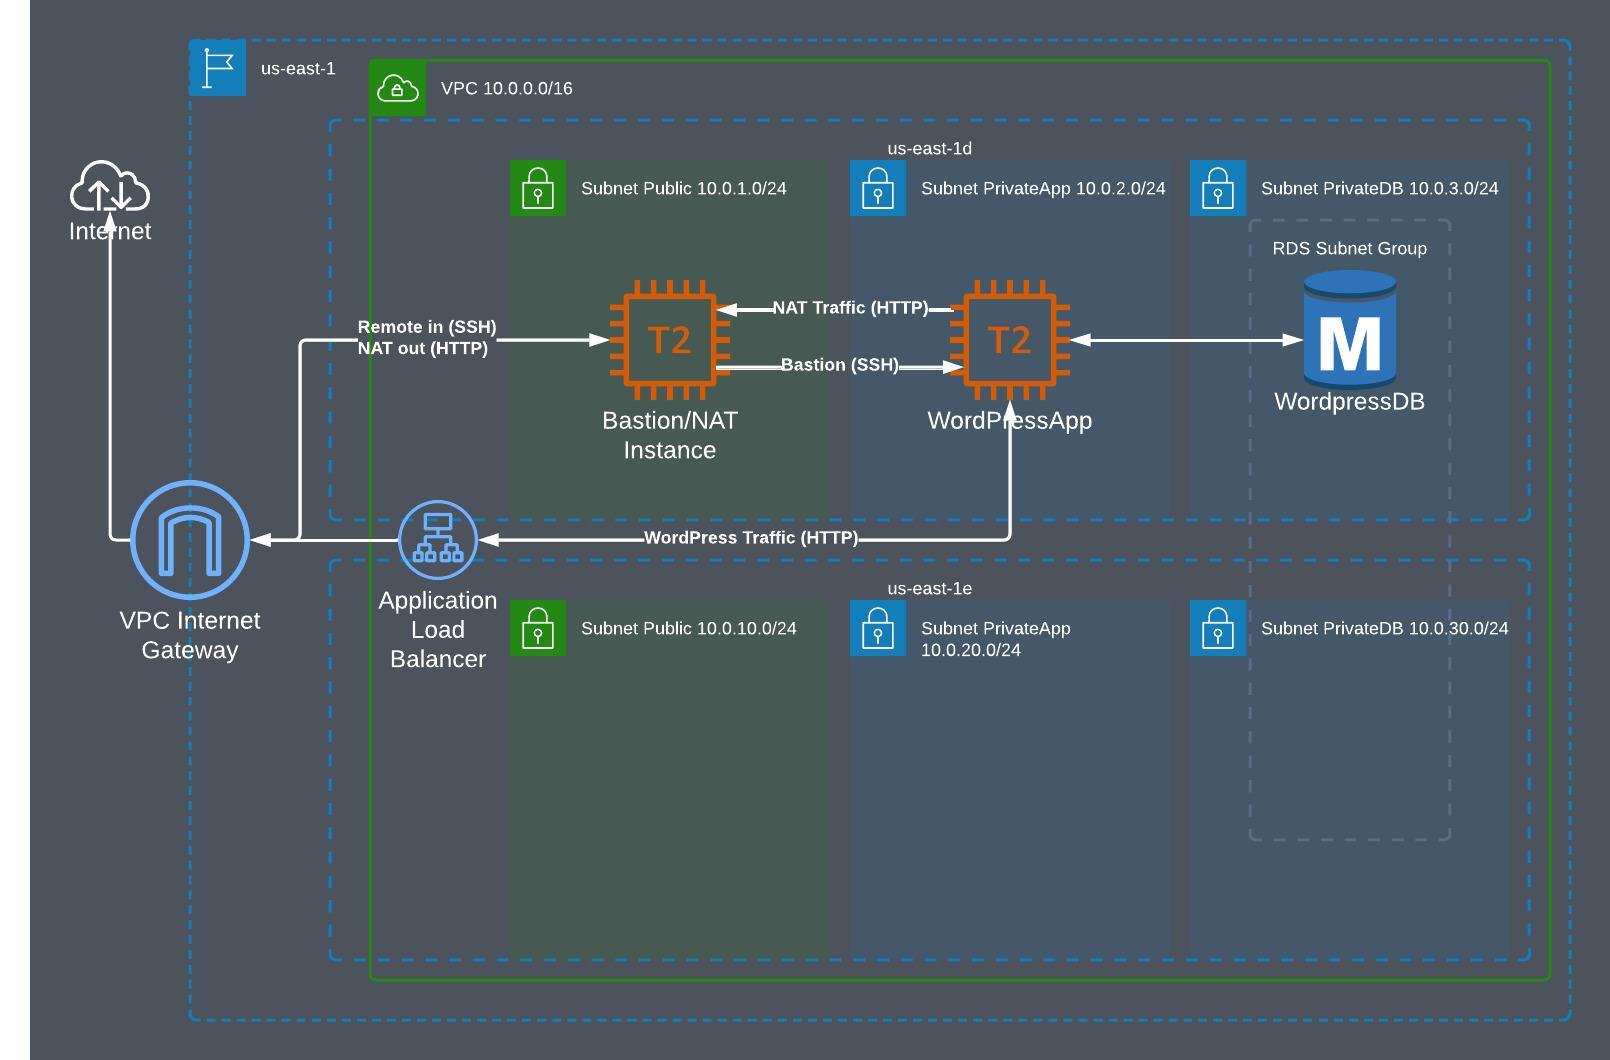 us-east-1
VPC 10.0.0.0/16
us-east-1d
Subnet Public 10.0.1.0/24
Subnet PrivateApp 10.0.2.0/24
Subnet PrivateDB 10.0.3.0/24
Internet
RDS Subnet Group
Remote in (SSH)
NAT out (HTTP)
T2
NAT Traffic (HTTP)
Bastion (SSH)
T2
M
Bastion/NAT
Instance
WordPressApp
WordpressDB
WordPress Traffic (HTTP)
VPC Internet
Gateway
Application
Load
Balancer
us-east-1e
Subnet Public 10.0.10.0/24
Subnet PrivateApp
10.0.20.0/24
Subnet PrivateDB 10.0.30.0/24